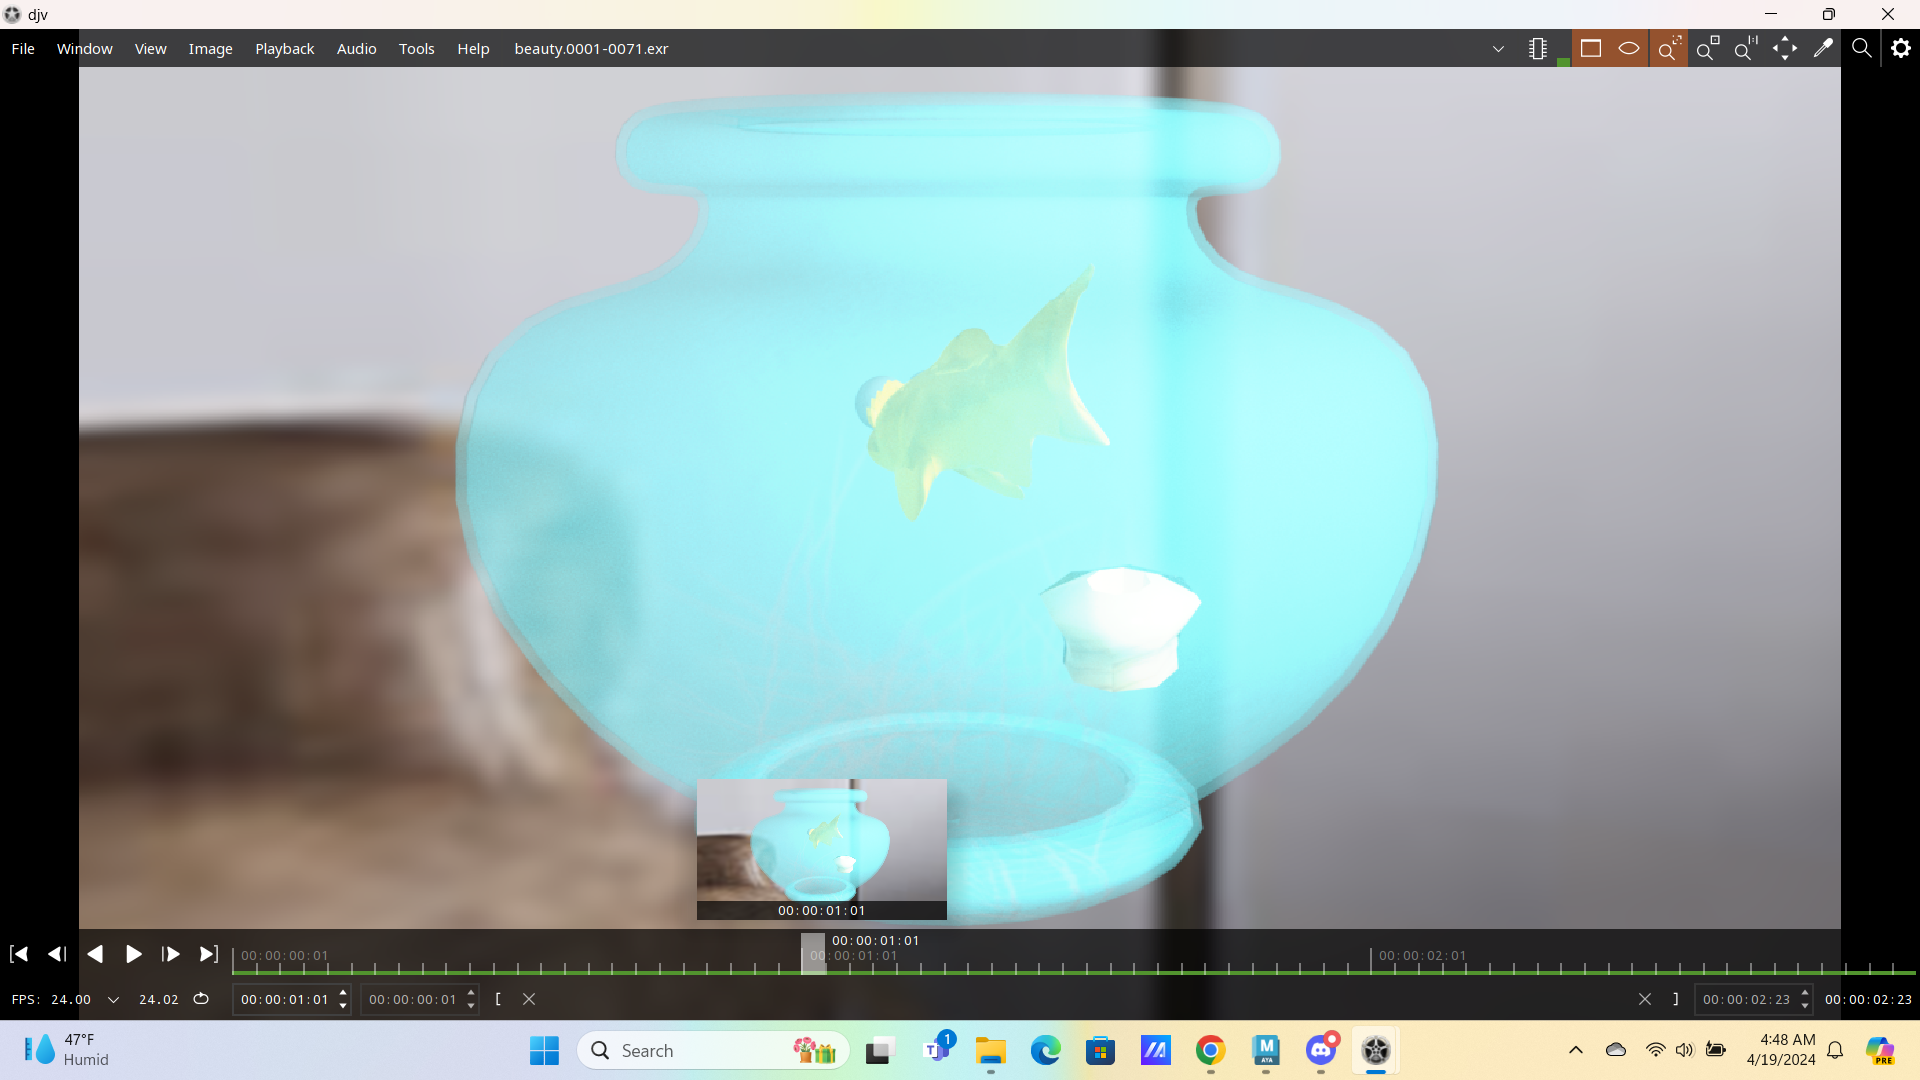 djv
File Window View Image Playback Audio Tools Help beauty.0001-0071.exr
00:00:01:01
00:00:01:01
00:00:00:01 00:00:01:01 00:00:02:01
FPS: 24.00 24.02 00:00:01:01 00:00:00:01 [ ] 00:00:02:23 00:00:02:23
47°F
Humid
Search
1
M
AYA
4:48 AM
4/19/2024
PRE